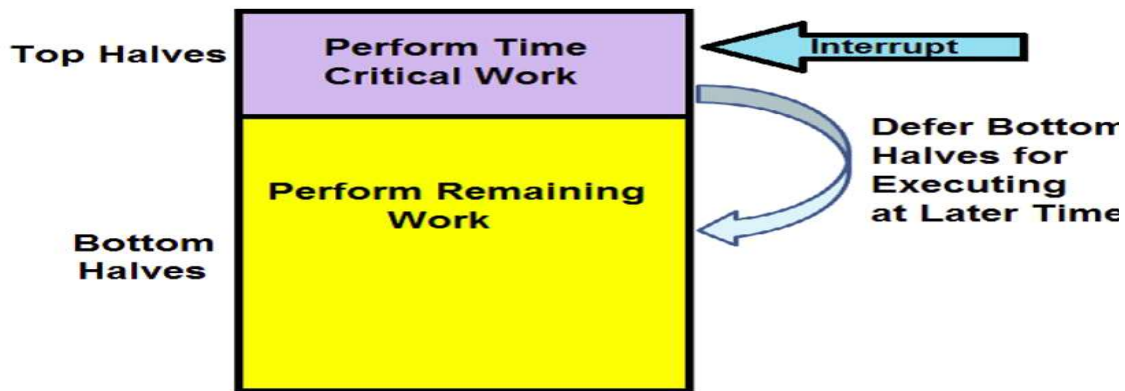 Top Halves
Perform Time
Critical Work
Interrupt
Defer Bottom
Halves for
Executing
at Later Time
Perform Remaining
Work
Bottom
Halves